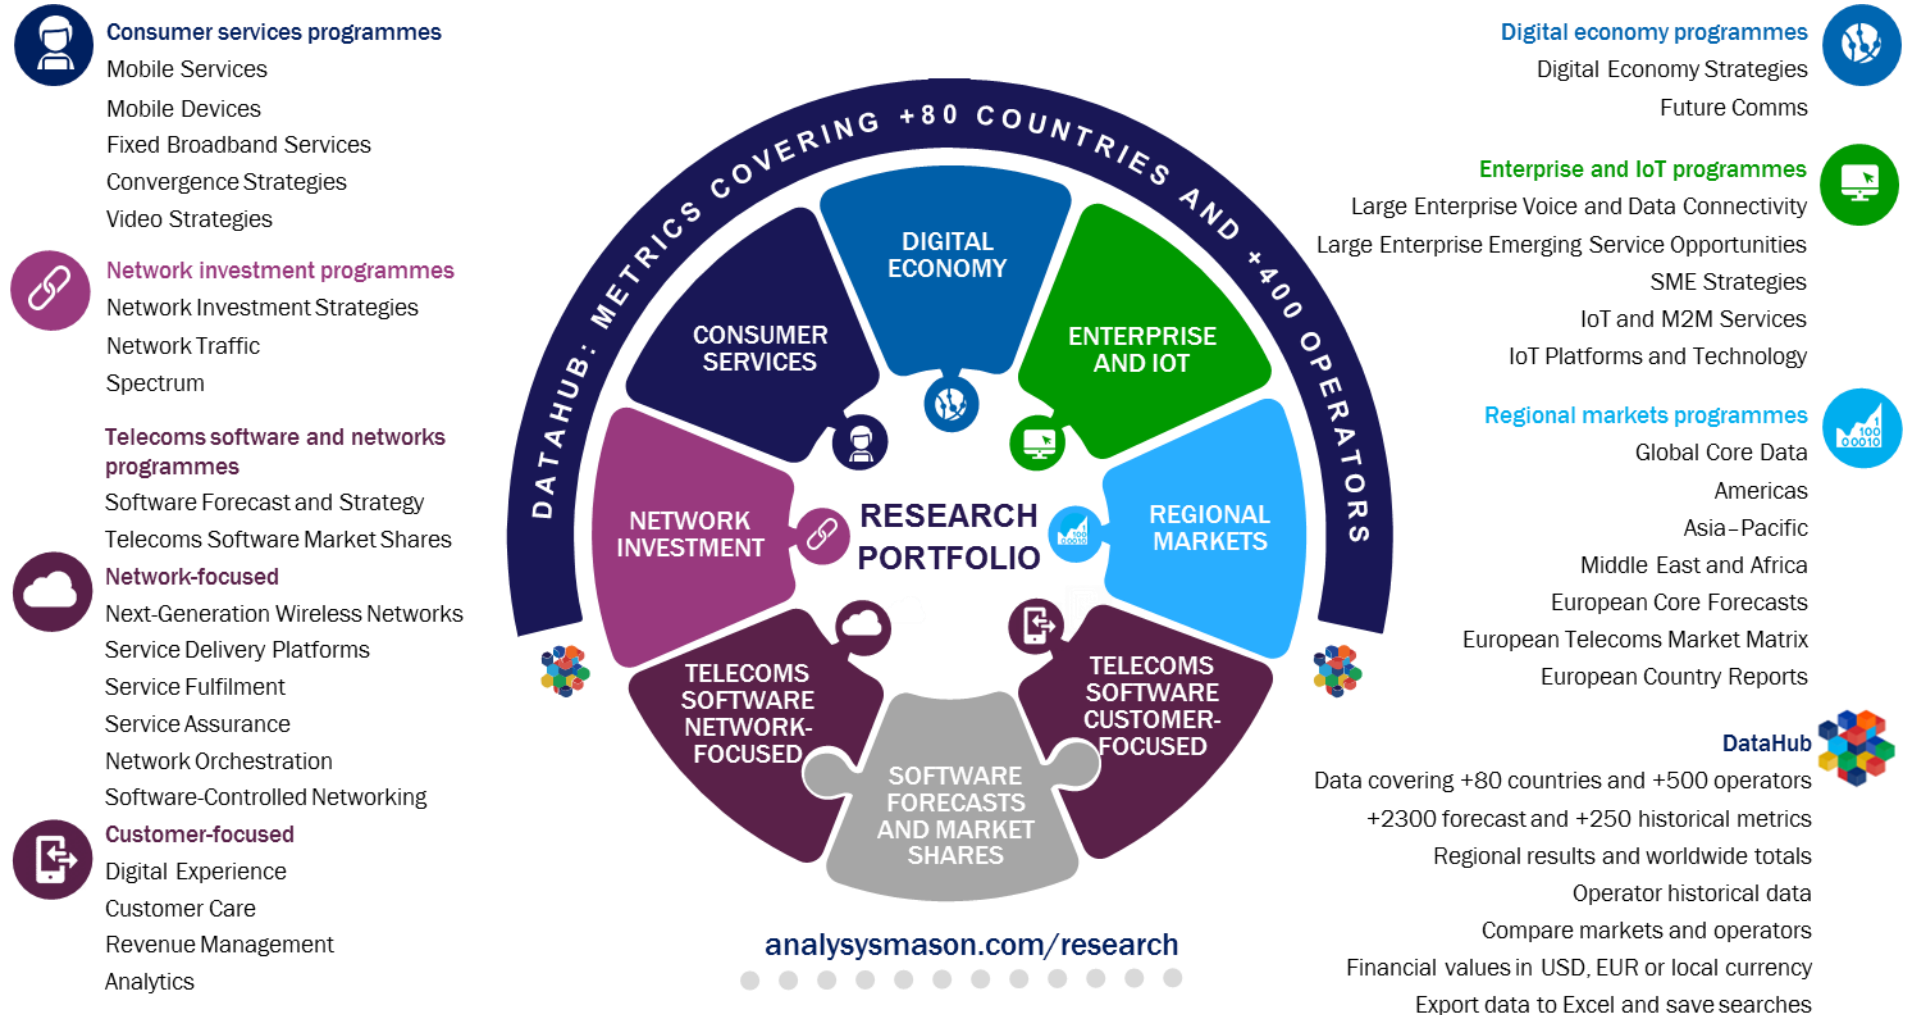 Consumer services programmes
Mobile Services
Mobile Devices
Fixed Broadband Services
Convergence Strategies
Video Strategies
Network investment programmes
Network Investment Strategies
Network Traffic
Spectrum
Telecoms software and networks
programmes
Software Forecast and Strategy
Telecoms Software Market Shares
Network-focused
Next-Generation Wireless Networks
Service Delivery Platforms
Service Fulfilment
Service Assurance
Network Orchestration
Software-Controlled Networking
Customer-focused
Digital Experience
Customer Care
Revenue Management
Analytics
DATAHUB: METRICS COVERING +80 COUNTRIES AND +400 OPERATORS
DIGITAL
ECONOMY
CONSUMER
SERVICES
ENTERPRISE
AND IOT
NETWORK
INVESTMENT
RESEARCH
PORTFOLIO
1
100
00010
REGIONAL
MARKETS
TELECOMS
SOFTWARE
NETWORK-
FOCUSED
TELECOMS
SOFTWARE
CUSTOMER-
FOCUSED
SOFTWARE
FORECASTS
AND MARKET
SHARES
analysysmason.com/research
Digital economy programmes
Digital Economy Strategies
Future Comms
Enterprise and IoT programmes
Large Enterprise Voice and Data Connectivity
Large Enterprise Emerging Service Opportunities
SME Strategies
IoT and M2M Services
IoT Platforms and Technology
Regional markets programmes
1
100
00010
Global Core Data
Americas
Asia–Pacific
Middle East and Africa
European Core Forecasts
European Telecoms Market Matrix
European Country Reports
DataHub
Data covering +80 countries and +500 operators
+2300 forecast and +250 historical metrics
Regional results and worldwide totals
Operator historical data
Compare markets and operators
Financial values in USD, EUR or local currency
Export data to Excel and save searches